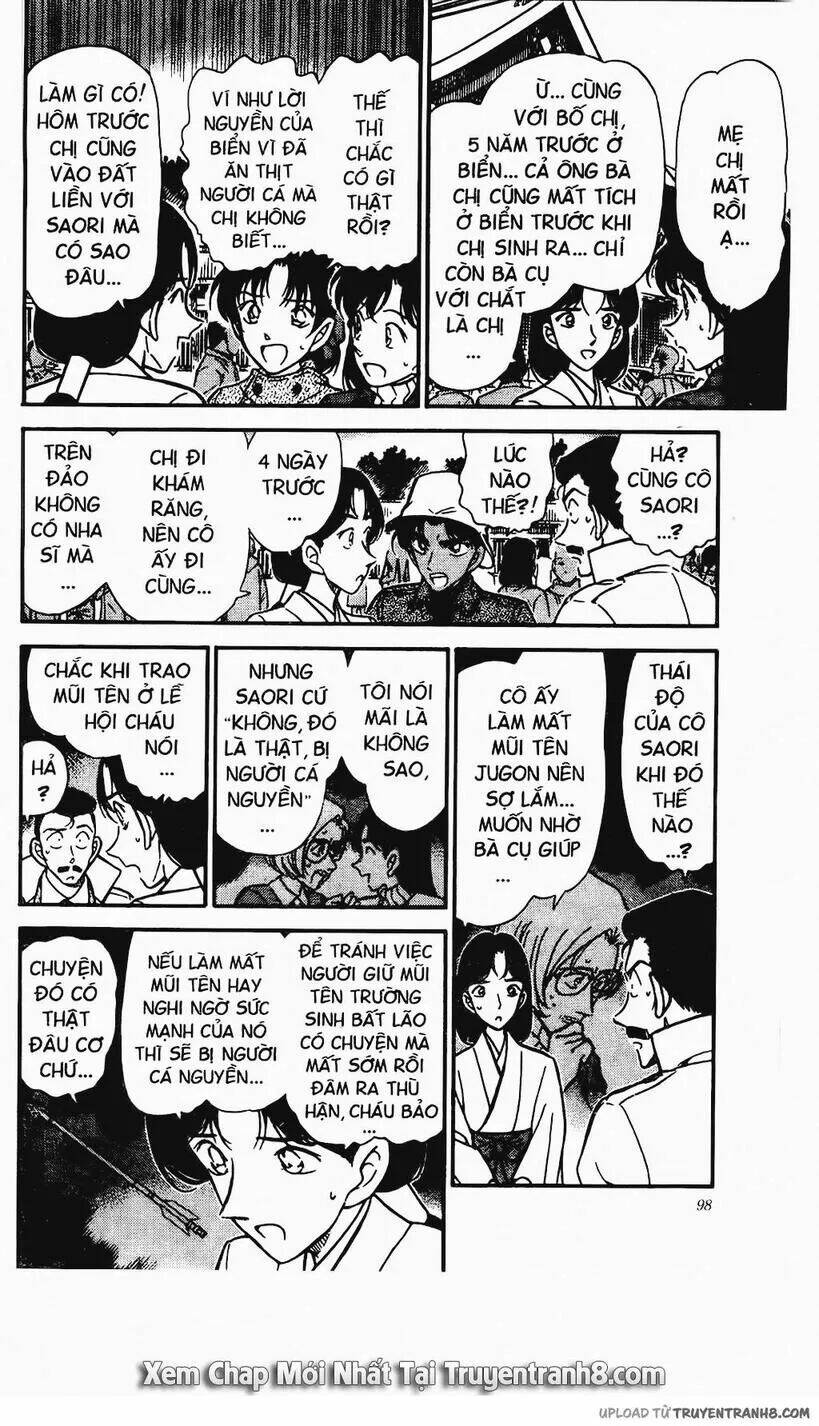 MẸ
CHỊ
MẤT
RỒI
Ạ...
Ừ... CÙNG
VỚI BỐ CHỊ,
5 NĂM TRƯỚC Ở
BIỂN... CẢ ÔNG BÀ
CHỊ CŨNG MẤT TÍCH
Ở BIỂN TRƯỚC KHI
CHỊ SINH RA... CHỈ
CÒN BÀ CỤ
VỚI CHẮT
LÀ CHỊ
...
THẾ
THÌ
CHẮC
CÓ GÌ
THẬT
RỒI?
VÍ NHƯ LỜI
NGUYỀN CỦA
BIỂN VÌ ĐÃ
ĂN THỊT
NGƯỜI CÁ MÀ
CHỊ KHÔNG
BIẾT...
LÀM GÌ CÓ!
HÔM TRƯỚC
CHỊ CŨNG
VÀO ĐẤT
LIỀN VỚI
SAORI MÀ
CÓ SAO
ĐÂU...
HẢ?
CÙNG CÔ
SAORI
...?
LÚC
NÀO
THẾ?!
4 NGÀY
TRƯỚC
...
CHỊ ĐI
KHÁM
RĂNG,
NÊN CÔ
ẤY ĐI
CÙNG...
TRÊN
ĐẢO
KHÔNG
CÓ NHA
SĨ MÀ
...
THÁI
ĐỘ
CỦA CÔ
SAORI
KHI ĐÓ
THẾ
NÀO
...?
CÔ ẤY
LÀM MẤT
MŨI TÊN
JUGON NÊN
SỢ LẮM...
MUỐN NHỜ
BÀ CỤ GIÚP
...
TÔI NÓI
MÃI LÀ
KHÔNG
SAO,
NHƯNG
SAORI CỨ
"KHÔNG, ĐÓ
LÀ THẬT, BỊ
NGƯỜI CÁ
NGUYỀN"
...
CHẮC KHI TRAO
MŨI TÊN Ở LỄ
HỘI CHÁU
NÓI
...
HẢ
?
ĐỂ TRÁNH VIỆC
NGƯỜI GIỮ MŨI
TÊN TRƯỜNG
SINH BẤT LÃO
CÓ CHUYỆN MÀ
MẤT SỚM RỒI
ĐÂM RA THÙ
HẬN, CHÁU BẢO
...
NẾU LÀM MẤT
MŨI TÊN HAY
NGHI NGỜ SỨC
MẠNH CỦA NÓ
THÌ SẼ BỊ NGƯỜI
CÁ NGUYỀN...
CHUYỆN
ĐÓ CÓ
THẬT
ĐÂU CƠ
CHỨ...
98
Xem Chap Mới Nhất Tại Truyentranh8.com
UPLOAD TỪ TRUYENTRANH8.COM